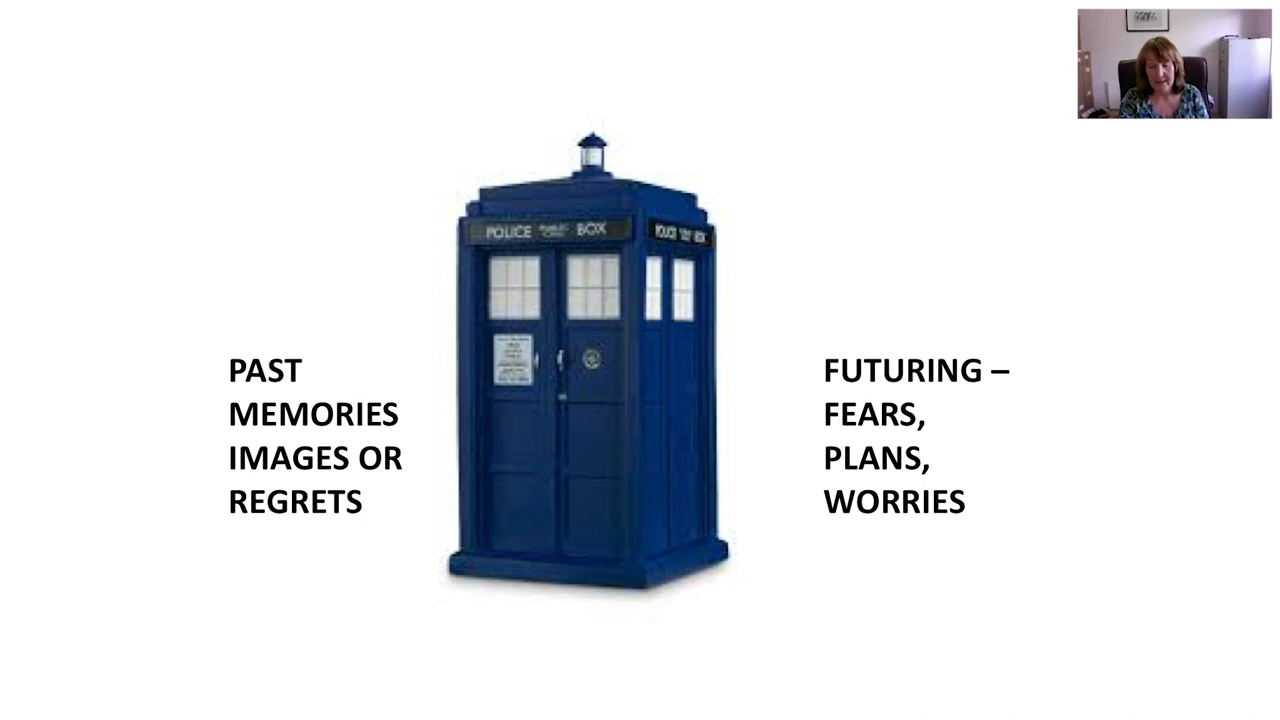 POLICE BOX
POLICE BOX
PAST
MEMORIES
IMAGES OR
REGRETS
FUTURING –
FEARS,
PLANS,
WORRIES